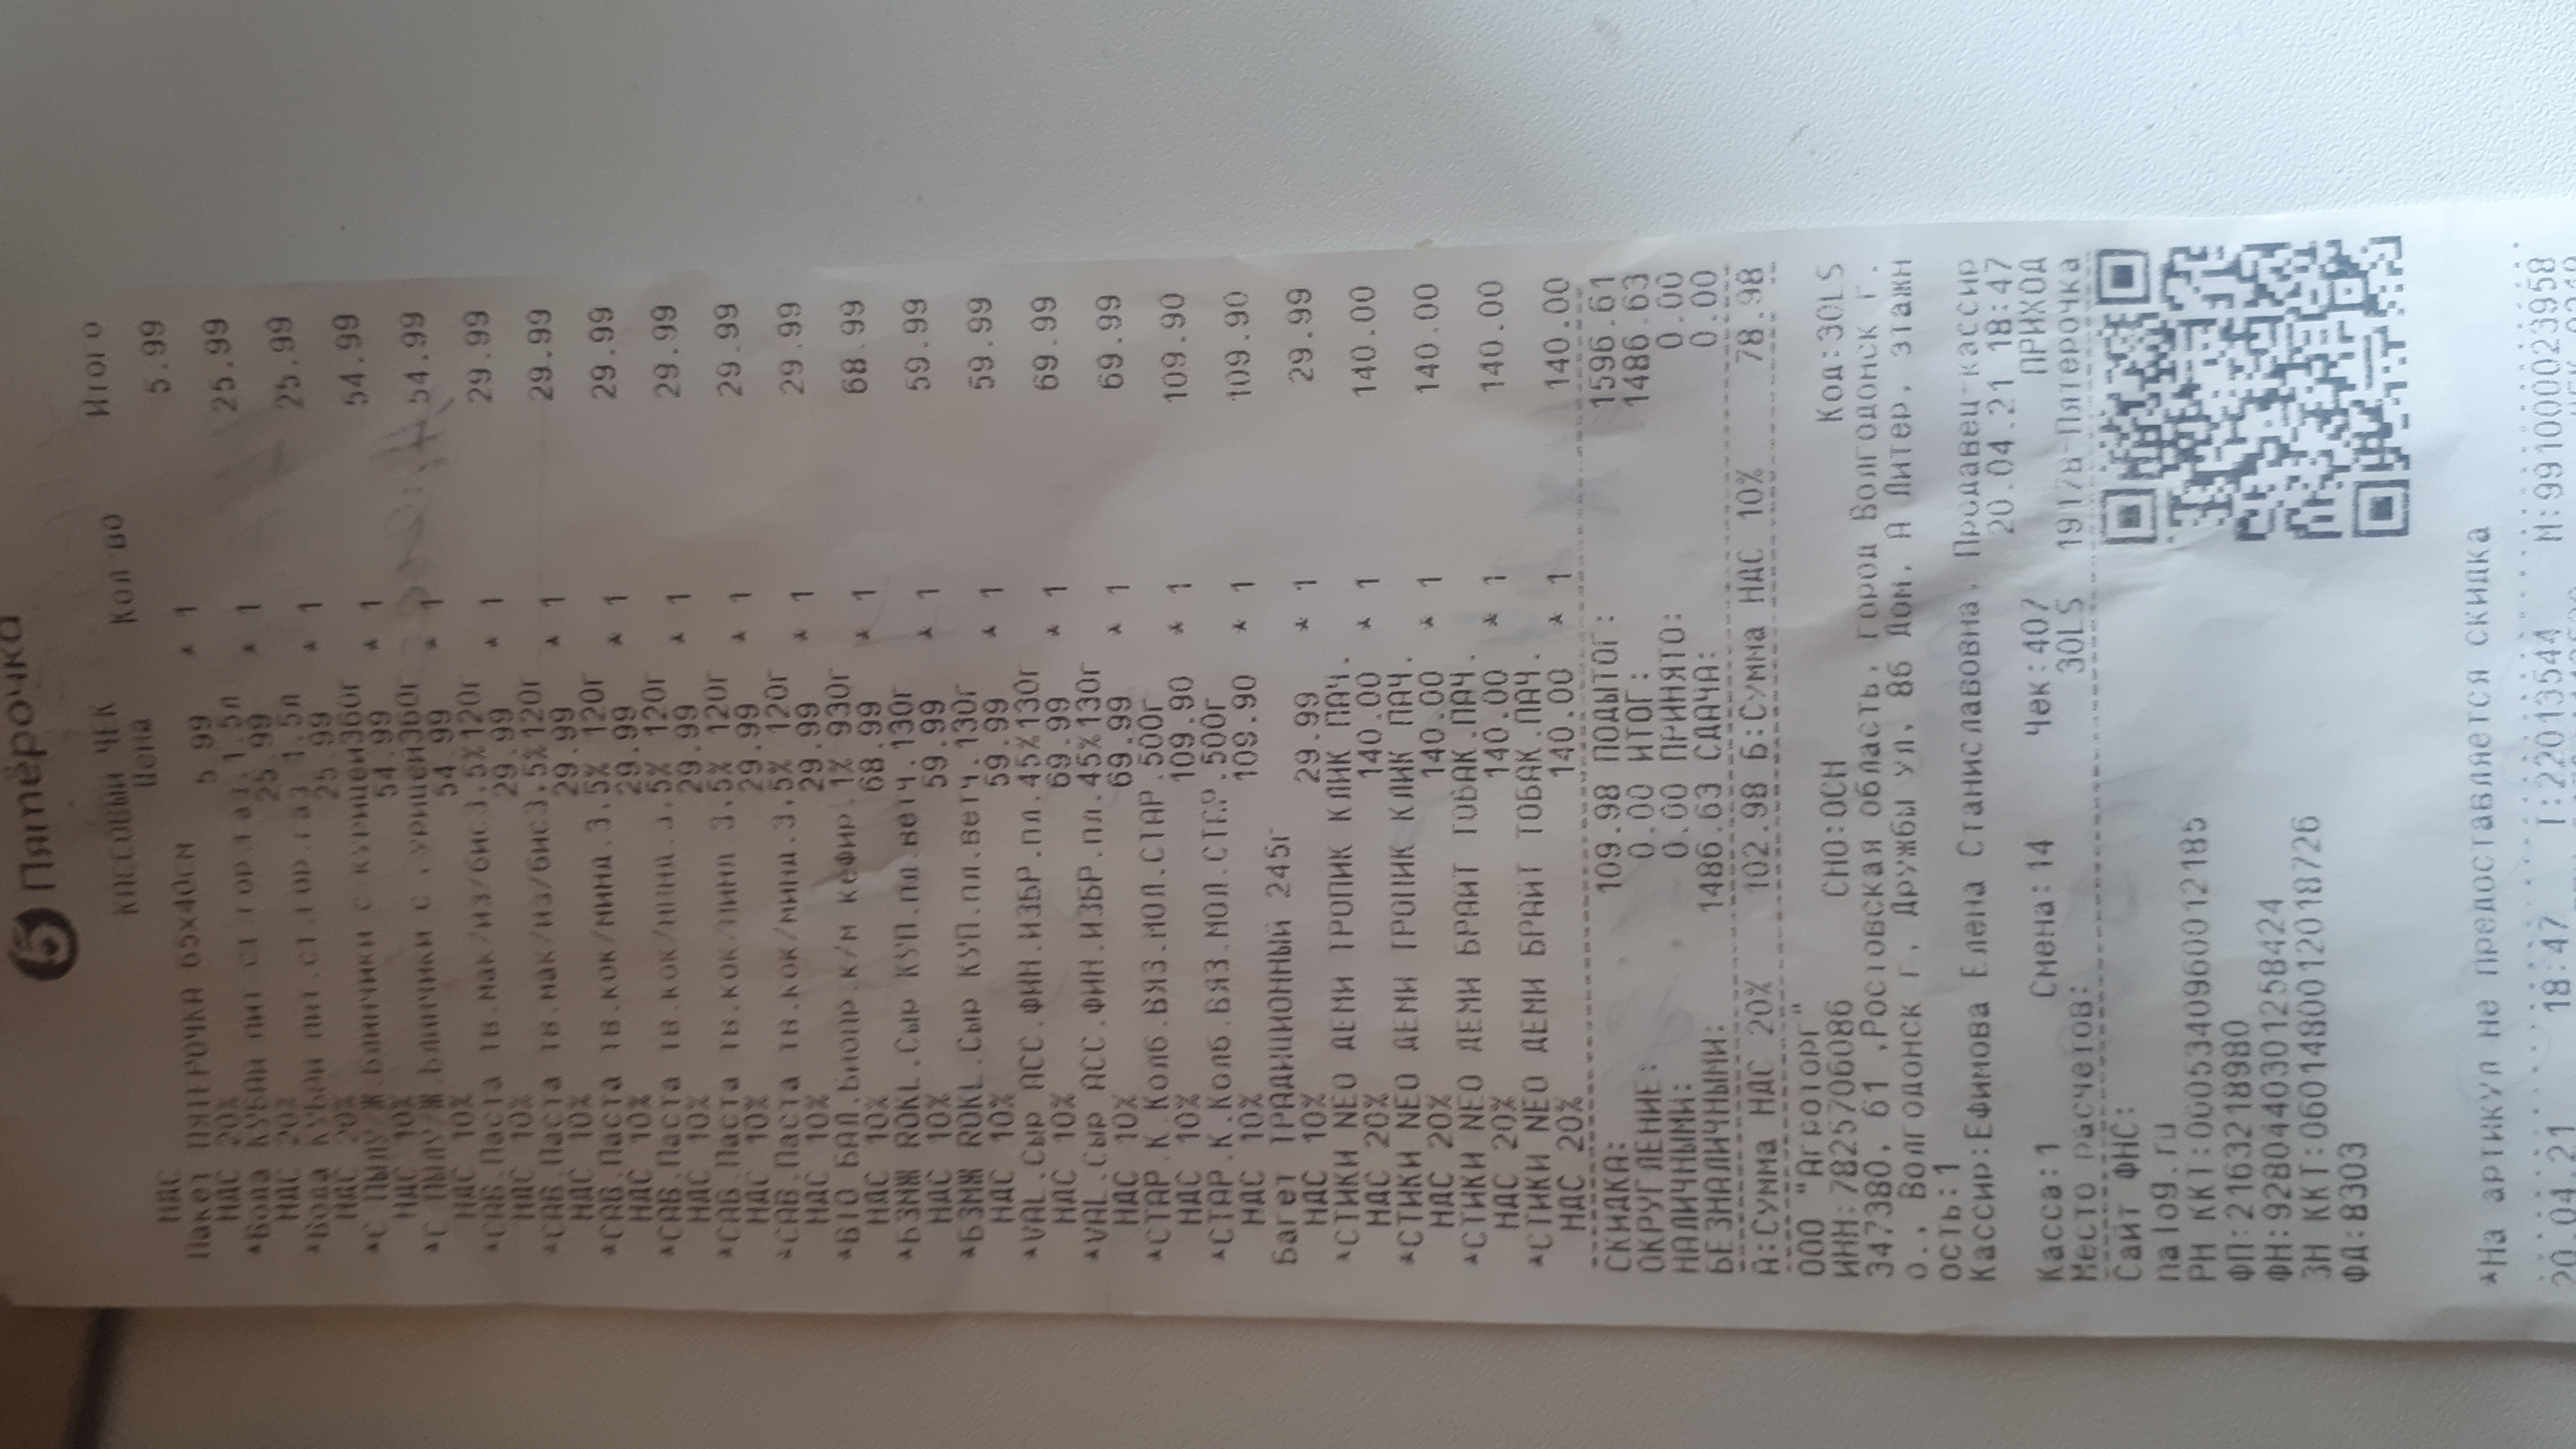 5 Пятёрочка
КАССОВЫЙ ЧЕК
НДС Цена Кол-во Итого
Пакет ПЯТЕРОЧКА 65х40см
НДС 20% 5.99 * 1 5.99
*Вода КУБАЙ пит.ст.гор.газ.1.5л
НДС 20% 25.99 * 1 25.99
*Вода КУБАЙ пит.ст.гор.газ.1.5л
НДС 20% 25.99 * 1 25.99
*С ПЫЛУ/Ж.Блинчики с курицей360г
НДС 10% 54.99 * 1 54.99
*С ПЫЛУ/Ж.Блинчики с курицей360г
НДС 10% 54.99 * 1 54.99
*САВ.Паста тв.мак/из/бис3,5%120г
НДС 10% 29.99 * 1 29.99
*САВ.Паста тв.мак/из/бис3,5%120г
НДС 10% 29.99 * 1 29.99
*САВ.Паста тв.кок/минд.3,5% 120г
НДС 10% 29.99 * 1 29.99
*САВ.Паста тв.кок/минд.3,5% 120г
НДС 10% 29.99 * 1 29.99
*САВ.Паста тв.кок/минд.3,5% 120г
НДС 10% 29.99 * 1 29.99
*САВ.Паста тв.кок/минд.3,5% 120г
НДС 10% 29.99 * 1 29.99
*BIO БАЛ.Биопр.к/м кефир.1% 930г
НДС 10% 68.99 * 1 68.99
*БЗМЖ ROKL.Сыр КУП.пл.ветч.130г
НДС 10% 59.99 * 1 59.99
*БЗМЖ ROKL.Сыр КУП.пл.ветч.130г
НДС 10% 59.99 * 1 59.99
*VAL.Сыр АСС.ФИН.ИЗБР.пл.45%130г
НДС 10% 69.99 * 1 69.99
*VAL.Сыр АСС.ФИН.ИЗБР.пл.45%130г
НДС 10% 69.99 * 1 69.99
*СТАР.К.Колб.ВЯЗ.МОЛ.СТАР.500г
НДС 10% 109.90 * 1 109.90
*СТАР.К.Колб.ВЯЗ.МОЛ.СТАР.500г
НДС 10% 109.90 * 1 109.90
Багет ТРАДИЦИОННЫЙ 245г
НДС 10% 29.99 * 1 29.99
*СТИКИ NEO ДЕМИ ТРОПИК КЛИК ПАЧ.
НДС 20% 140.00 * 1 140.00
*СТИКИ NEO ДЕМИ ТРОПИК КЛИК ПАЧ.
НДС 20% 140.00 * 1 140.00
*СТИКИ NEO ДЕМИ БРАЙТ ТОБАК.ПАЧ.
НДС 20% 140.00 * 1 140.00
*СТИКИ NEO ДЕМИ БРАЙТ ТОБАК.ПАЧ.
НДС 20% 140.00 * 1 140.00
СКИДКА: 109.98 ПОДЫТОГ: 1596.61
ОКРУГЛЕНИЕ: 0.00 ИТОГ: 1486.63
НАЛИЧНЫМИ: 0.00 ПРИНЯТО: 0.00
БЕЗНАЛИЧНЫМИ: 1486.63 СДАЧА: 0.00
А:Сумма НДС 20% 102.98 Б:Сумма НДС 10% 78.98
ООО "Агроторг"
ИНН:7825706086 СНО:ОСН Код:30LS
347380, 61 ,Ростовская область, город Волгодонск г.
о., Волгодонск г, Дружбы ул, 86 Дом, А Литер, этажн
ость:1
Кассир:Ефимова Елена Станиславовна, Продавец-кассир
20.04.21 18:47
Касса:1 Смена:14 Чек:407 ПРИХОД
Место расчетов: 30LS 19178-Пятерочка
Сайт ФНС:
nalog.ru
РН ККТ:0005340960012185
ФП:2163218980
ФН:9280440301258424
ЗН ККТ:0601480012018726
ФД:8303
*На артикул не предоставляется скидка
20.04.21 18:47 Т:22013544 М:991000023958